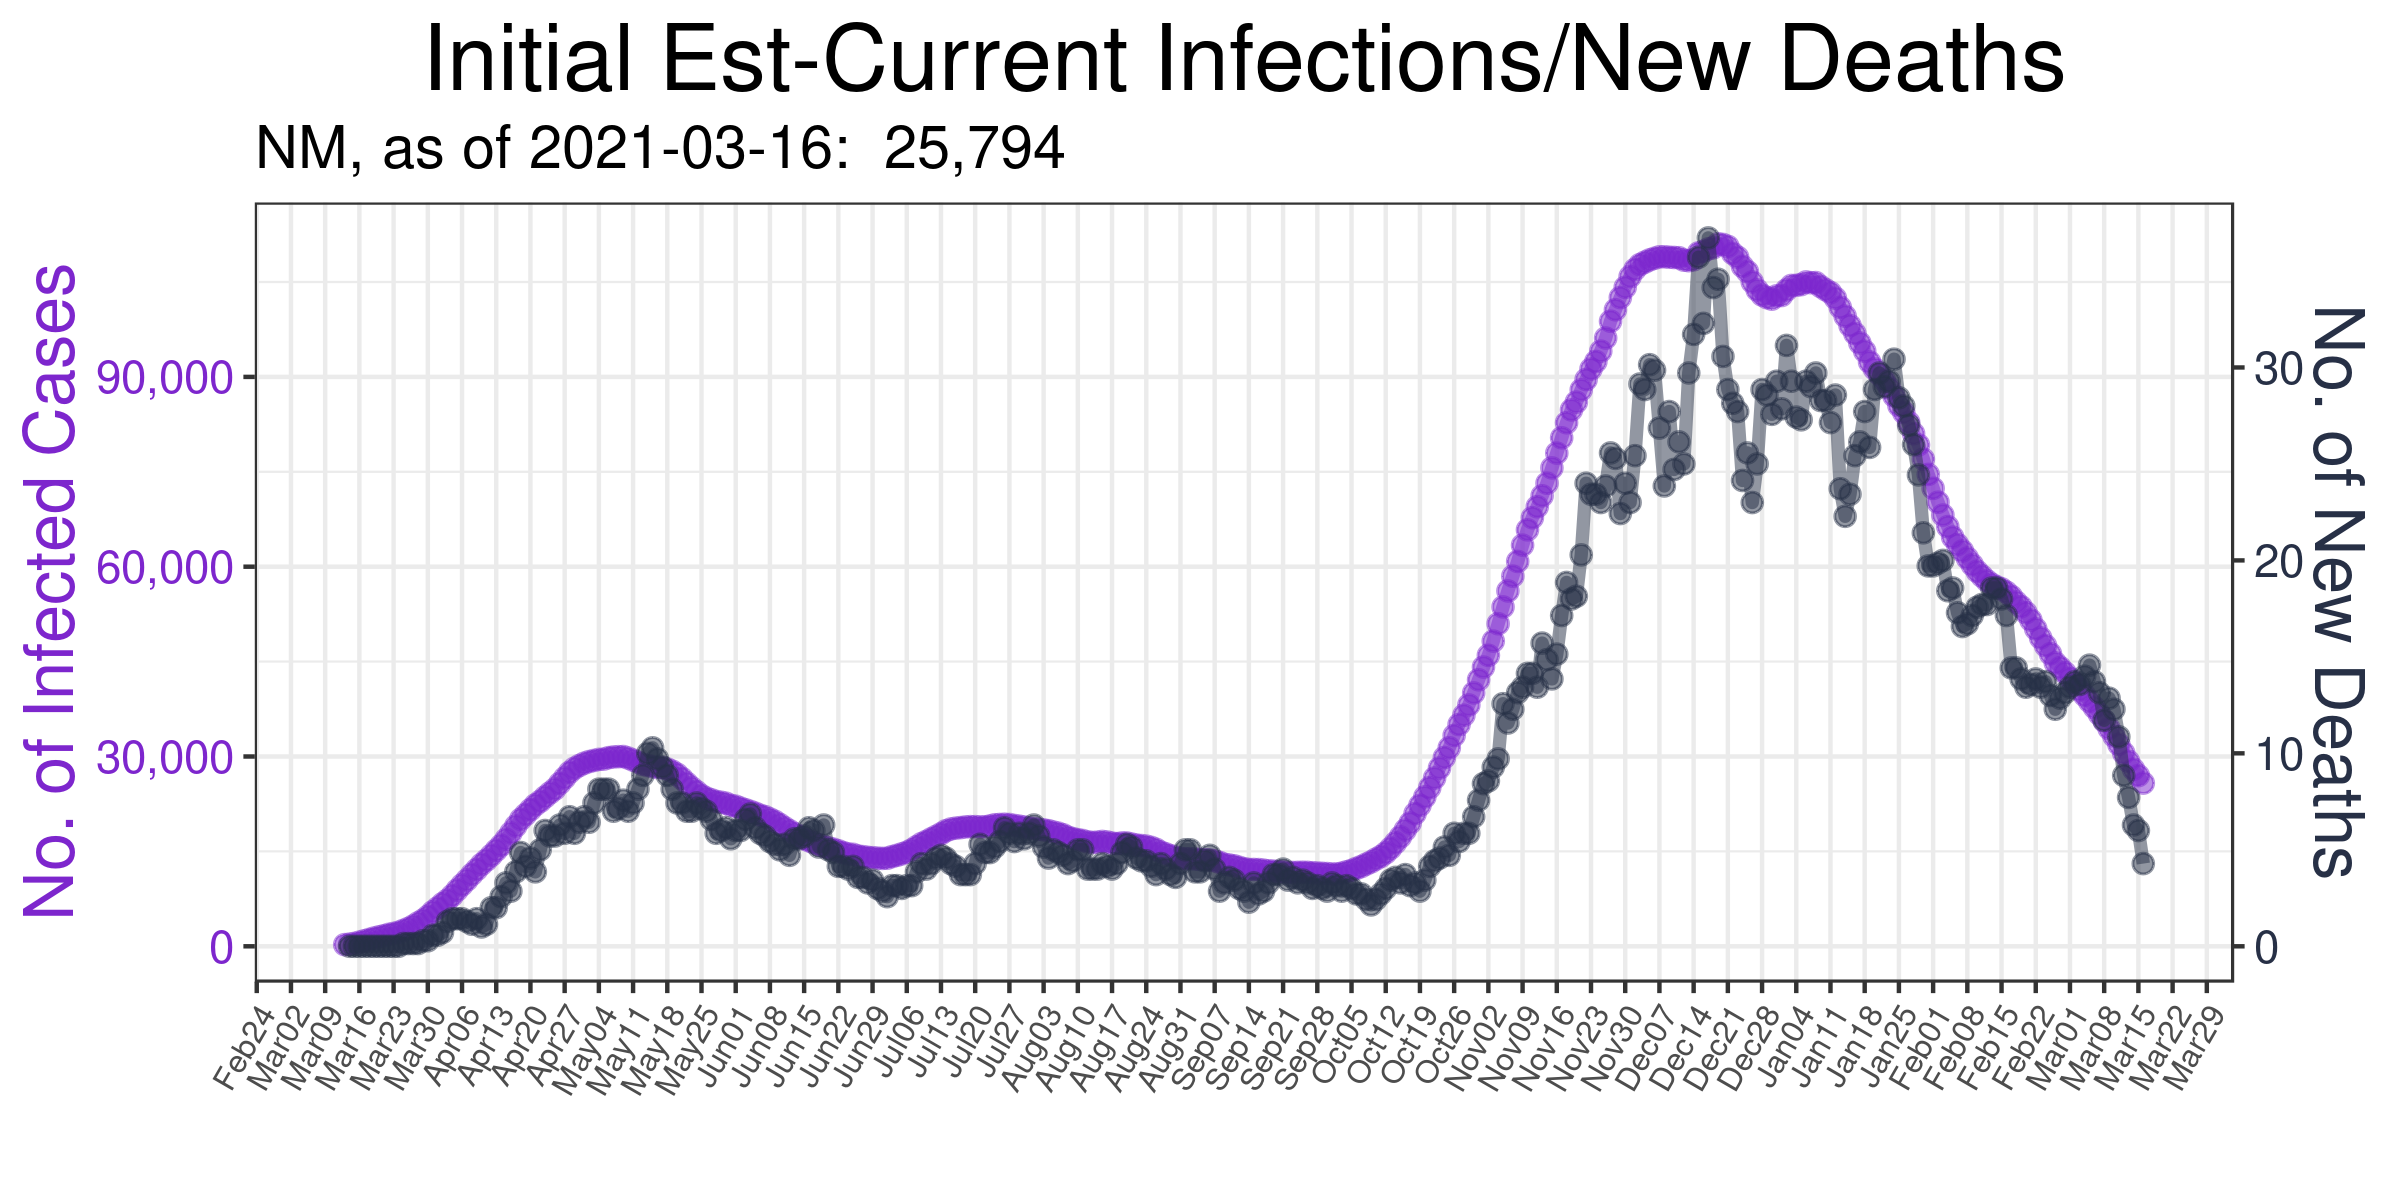 Initial Est-Current Infections/New Deaths
NM, as of 2021-03-16:  25,794
No. of Infected Cases
90,000
60,000
30,000
0
30
20
10
0
No. of New Deaths
Feb24
Mar02
Mar09
Mar16
Mar23
Mar30
Apr06
Apr13
Apr20
Apr27
May04
May11
May18
May25
Jun01
Jun08
Jun15
Jun22
Jun29
Jul06
Jul13
Jul20
Jul27
Aug03
Aug10
Aug17
Aug24
Aug31
Sep07
Sep14
Sep21
Sep28
Oct05
Oct12
Oct19
Oct26
Nov02
Nov09
Nov16
Nov23
Nov30
Dec07
Dec14
Dec21
Dec28
Jan04
Jan11
Jan18
Jan25
Feb01
Feb08
Feb15
Feb22
Mar01
Mar08
Mar15
Mar22
Mar29